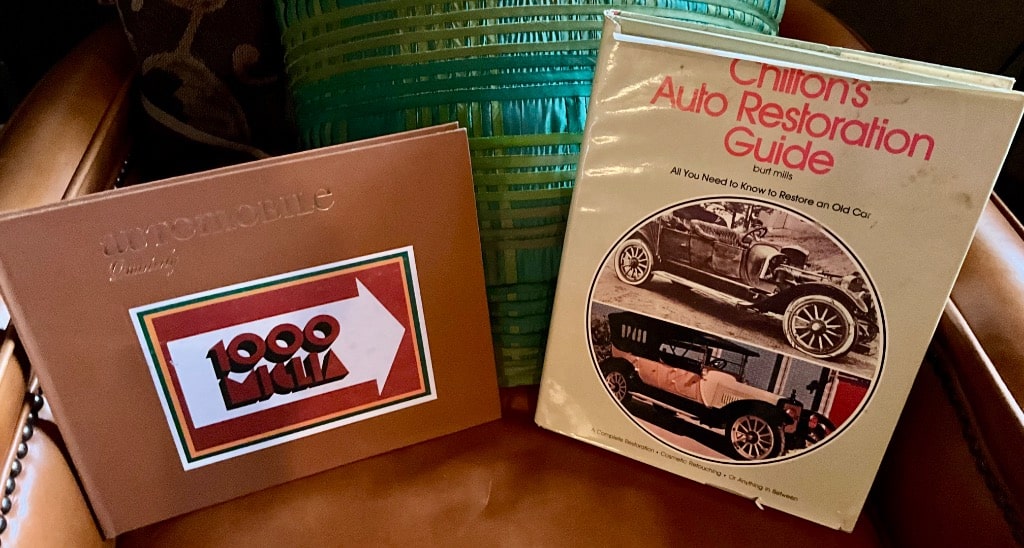 automobile
Quarterly
1000
MIGLIA
Chilton's
Auto Restoration
Guide
burt mills
All You Need to Know to Restore an Old Car
A Complete Restoration • Cosmetic Retouching • Or Anything In Between